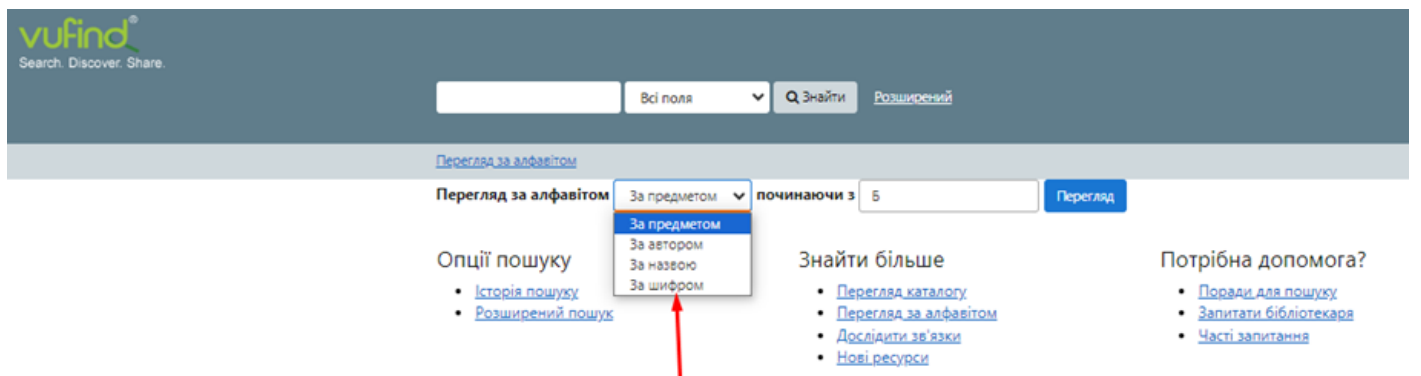 vufind®
Search. Discover. Share.
Всі поля Знайти Розширений
Перегляд за алфавітом
Перегляд за алфавітом За предметом починаючи з Б Перегляд
За предметом
За автором
За назвою
За шифром
Опції пошуку
Історія пошуку
Розширений пошук
Знайти більше
Перегляд каталогу
Перегляд за алфавітом
Дослідити зв'язки
Нові ресурси
Потрібна допомога?
Поради для пошуку
Запитати бібліотекаря
Часті запитання